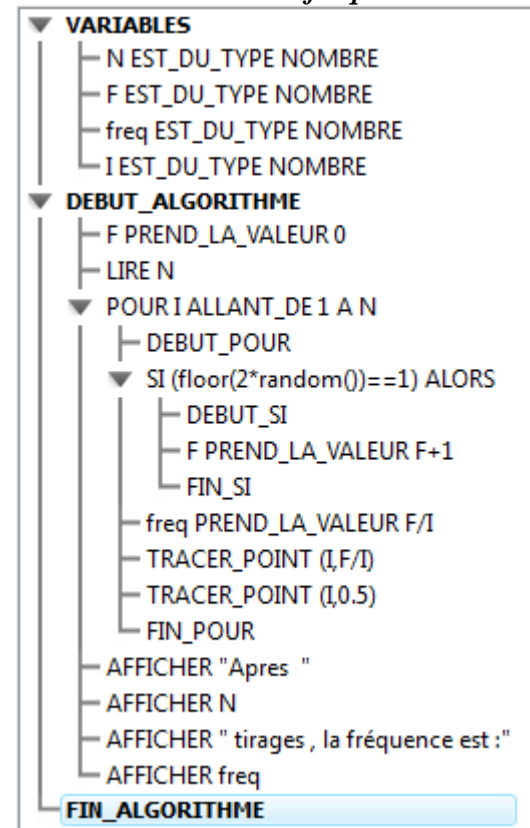 VARIABLES
N EST_DU_TYPE NOMBRE
F EST_DU_TYPE NOMBRE
freq EST_DU_TYPE NOMBRE
I EST_DU_TYPE NOMBRE
DEBUT_ALGORITHME
F PREND_LA_VALEUR 0
LIRE N
POUR I ALLANT_DE 1 A N
DEBUT_POUR
SI (floor(2*random())==1) ALORS
DEBUT_SI
F PREND_LA_VALEUR F+1
FIN_SI
freq PREND_LA_VALEUR F/I
TRACER_POINT (I,F/I)
TRACER_POINT (I,0.5)
FIN_POUR
AFFICHER "Apres  "
AFFICHER N
AFFICHER " tirages , la fréquence est :"
AFFICHER freq
FIN_ALGORITHME